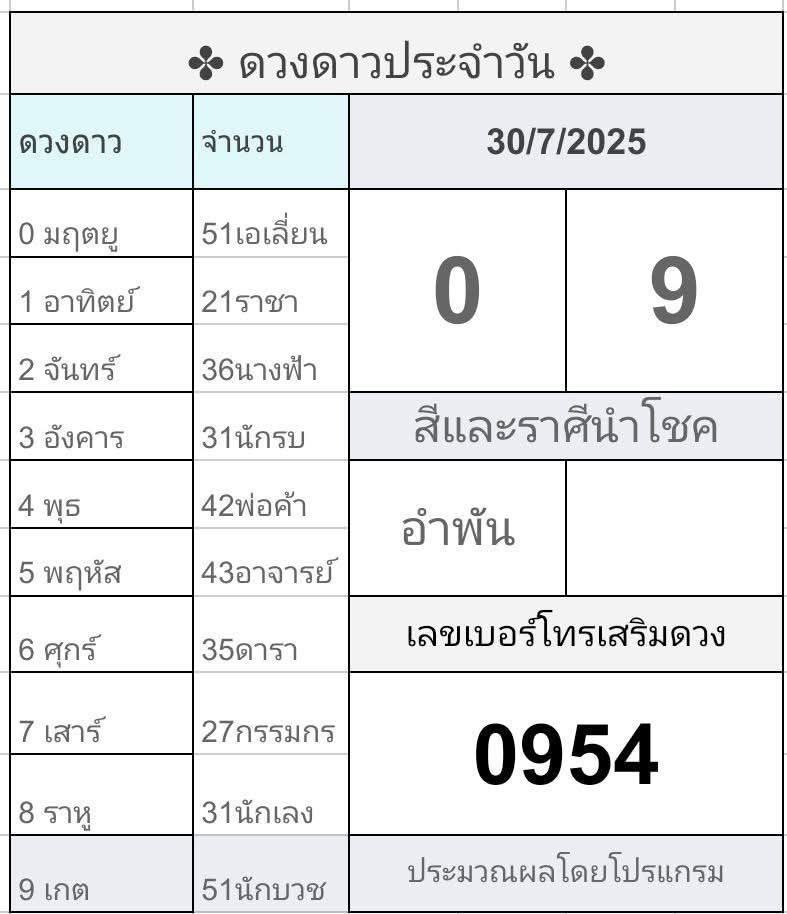 ✤ ดวงดาวประจำวัน ✤
ดวงดาว จำนวน 30/7/2025
0 มฤตยู 51เอเลี่ยน
1 อาทิตย์ 21ราชา
0 9
2 จันทร์ 36นางฟ้า
3 อังคาร 31นักรบ
สีและราศีนำโชค
4 พุธ 42พ่อค้า
อำพัน
5 พฤหัส 43อาจารย์
6 ศุกร์ 35ดารา
เลขเบอร์โทรเสริมดวง
7 เสาร์ 27กรรมกร
0954
8 ราหู 31นักเลง
9 เกต 51นักบวช
ประมวณผลโดยโปรแกรม